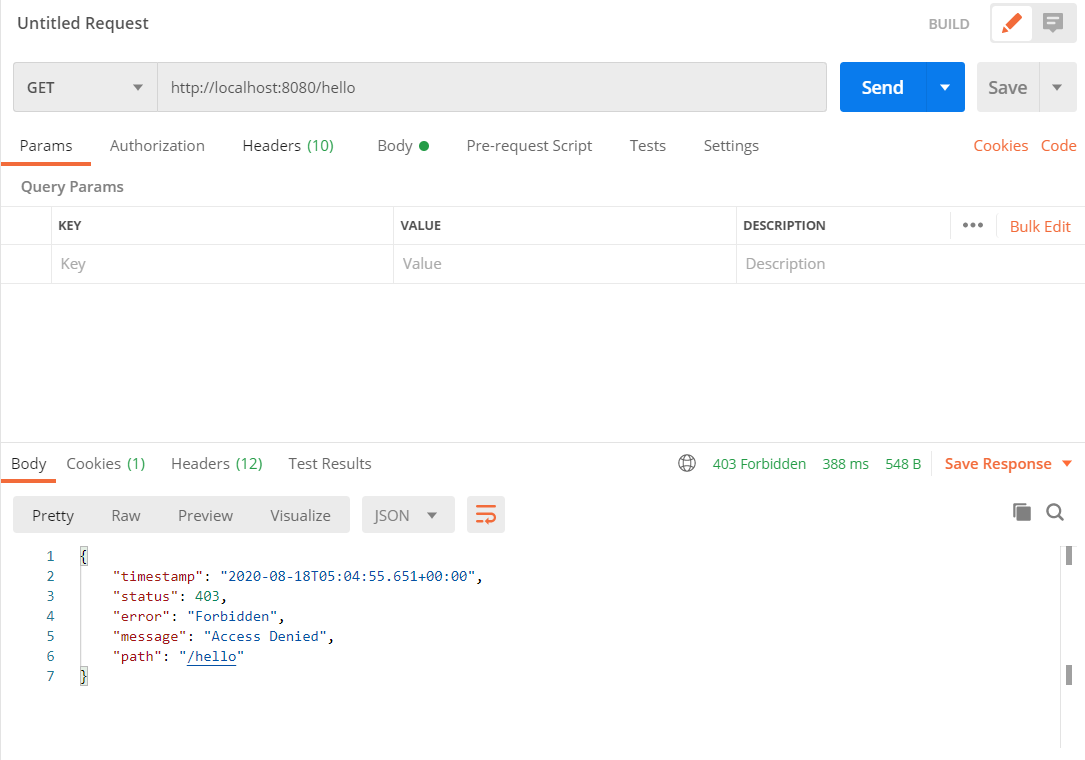 Untitled Request BUILD
GET http://localhost:8080/hello Send Save
Params Authorization Headers (10) Body Pre-request Script Tests Settings Cookies Code
Query Params
KEY VALUE DESCRIPTION ••• Bulk Edit
Key Value Description
Body Cookies (1) Headers (12) Test Results 403 Forbidden 388 ms 548 B Save Response
Pretty Raw Preview Visualize JSON
1 {
2 "timestamp": "2020-08-18T05:04:55.651+00:00",
3 "status": 403,
4 "error": "Forbidden",
5 "message": "Access Denied",
6 "path": "/hello"
7 }